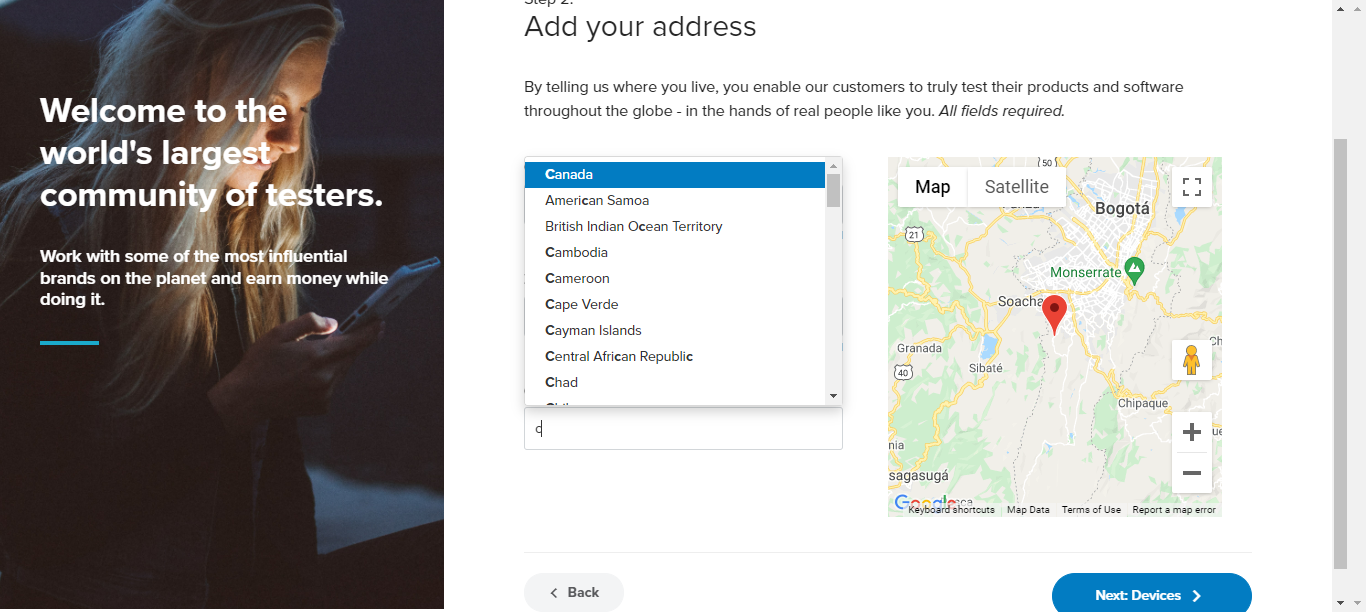 Welcome to the
world's largest
community of testers.
Work with some of the most influential
brands on the planet and earn money while
doing it.
Step 2:
Add your address
By telling us where you live, you enable our customers to truly test their products and software
throughout the globe - in the hands of real people like you. All fields required.
Canada
American Samoa
British Indian Ocean Territory
Cambodia
Cameroon
Cape Verde
Cayman Islands
Central African Republic
Chad
c
Map
Satellite
50
Bogotá
21
Monserrate
Soacha
Granada
Sibaté
40
Chipaque
Google
Keyboard shortcuts
Map Data
Terms of Use
Report a map error
Back
Next: Devices